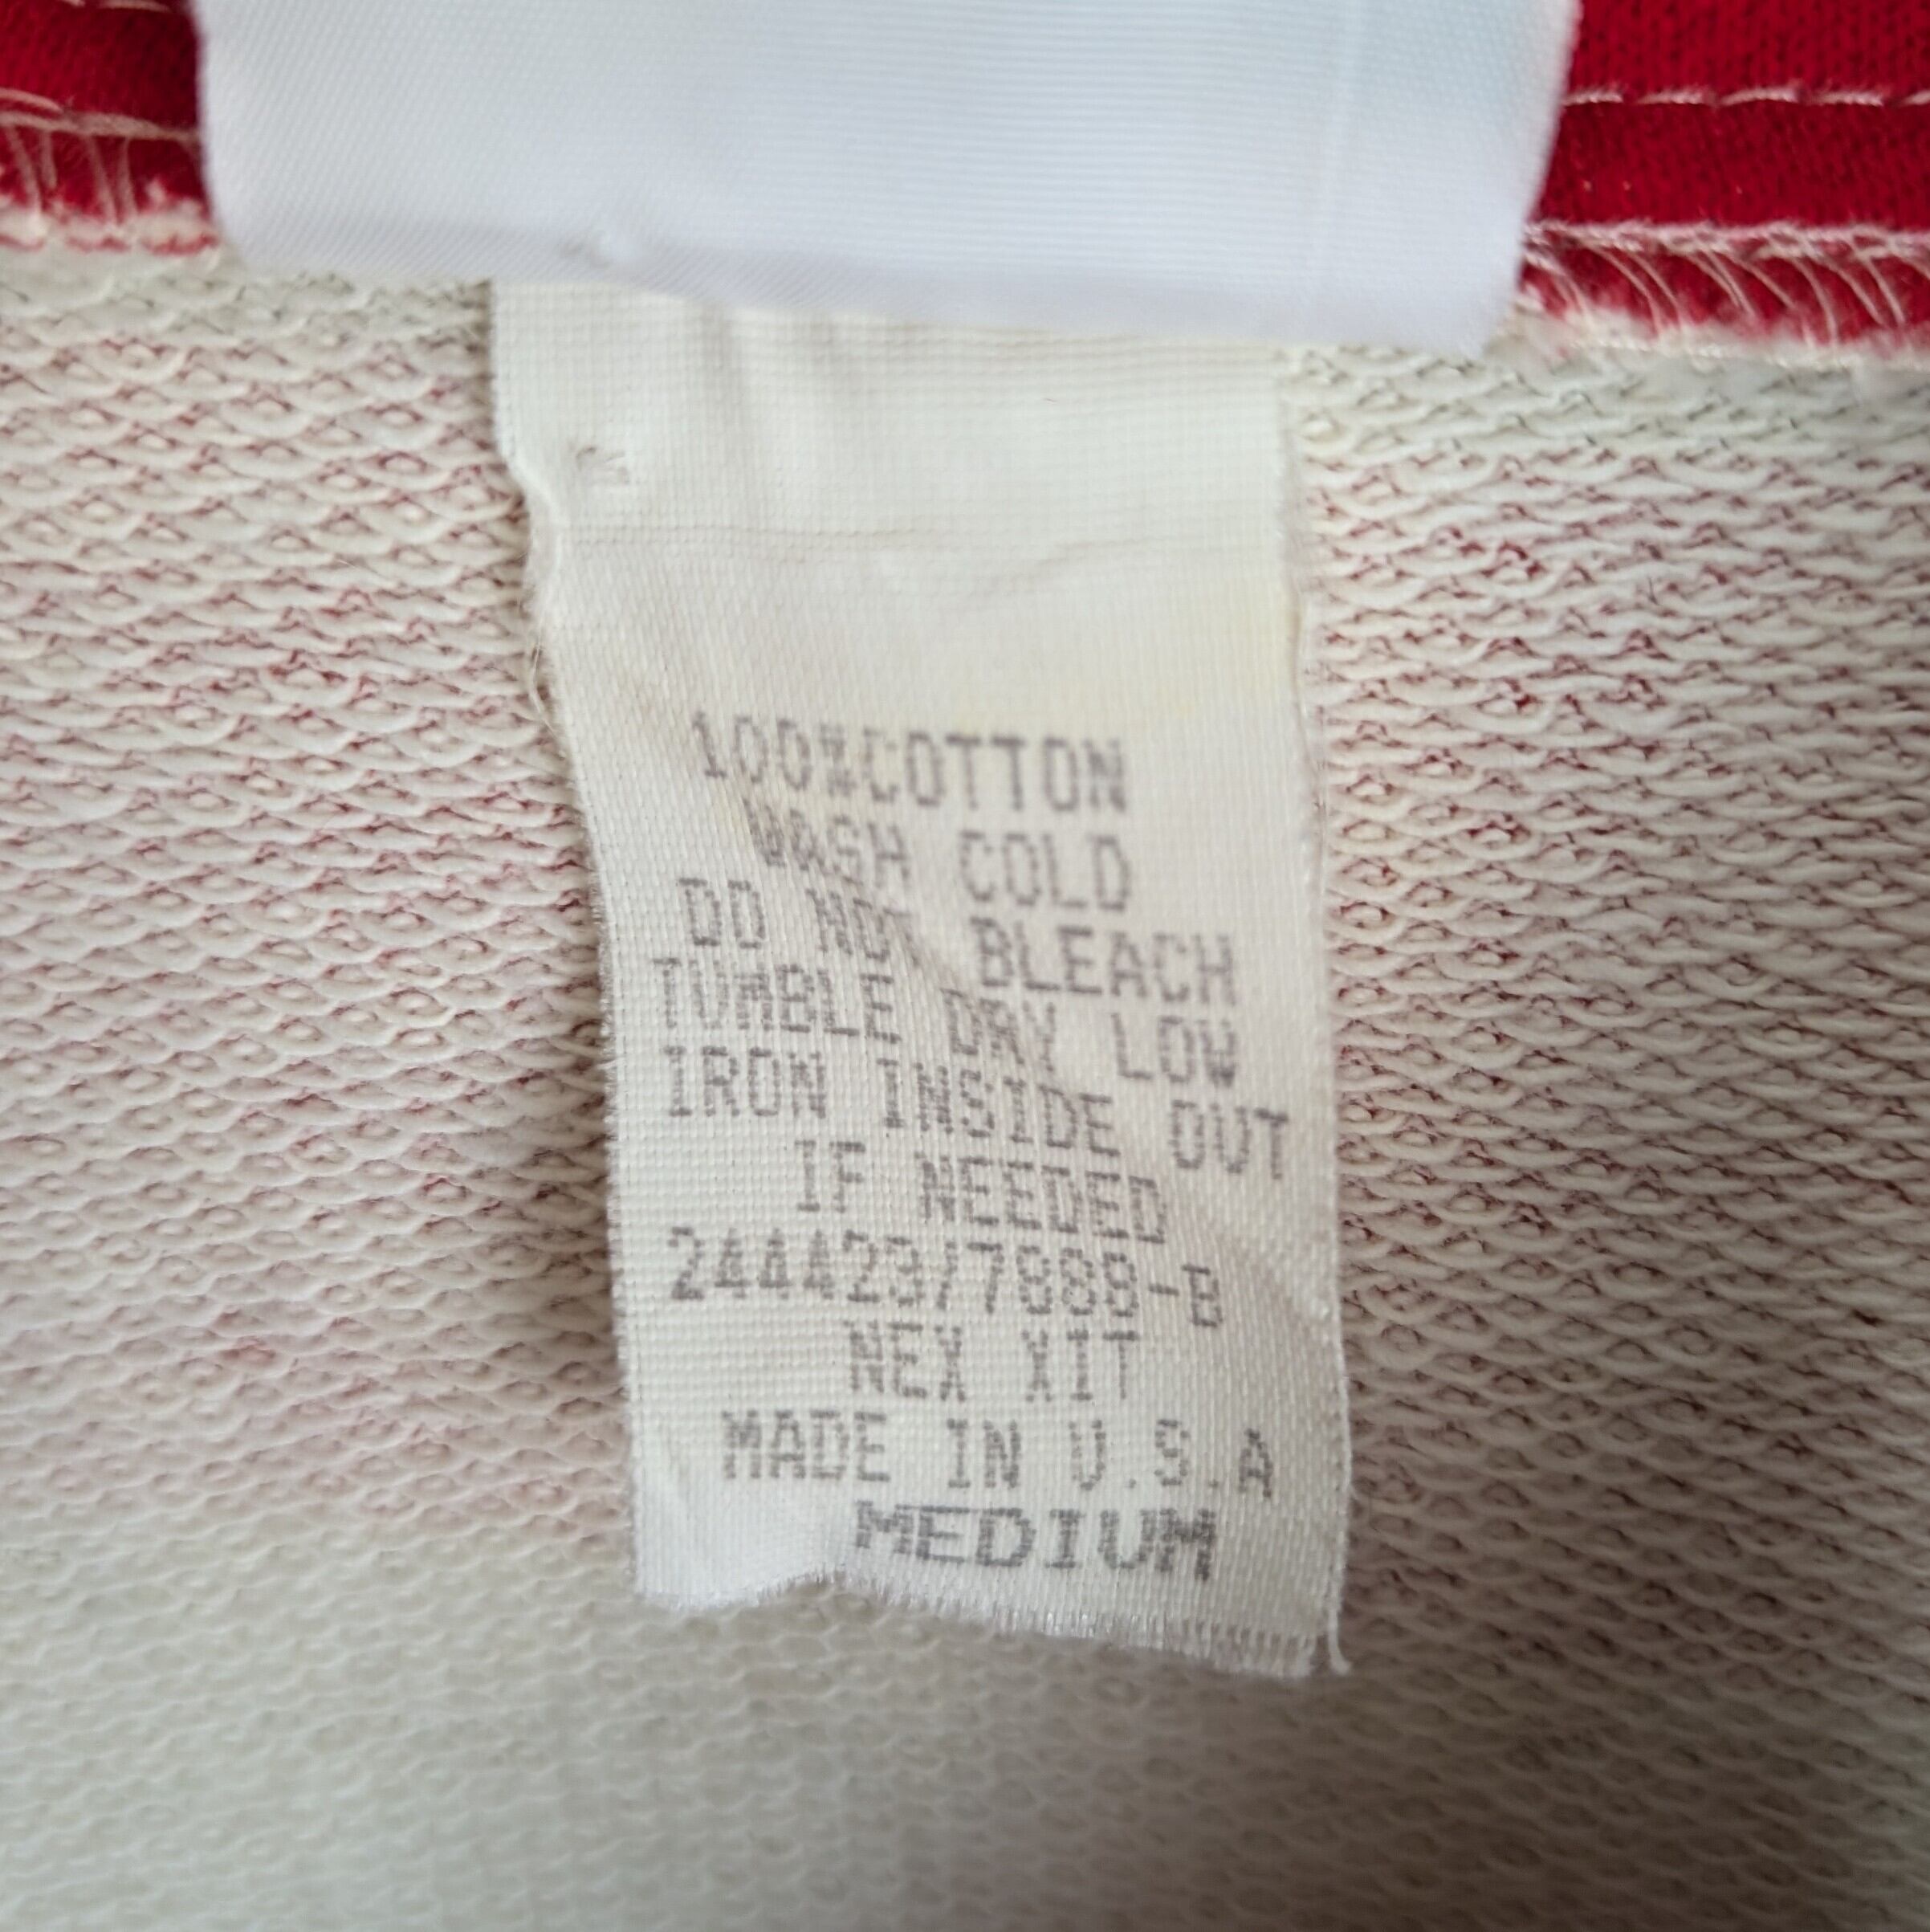 100%COTTON
WASH COLD
DO NOT BLEACH
TUMBLE DRY LOW
IRON INSIDE OUT
IF NEEDED
2AAA23/7888-B
NEX XIT
MADE IN U.S.A
MEDIUM